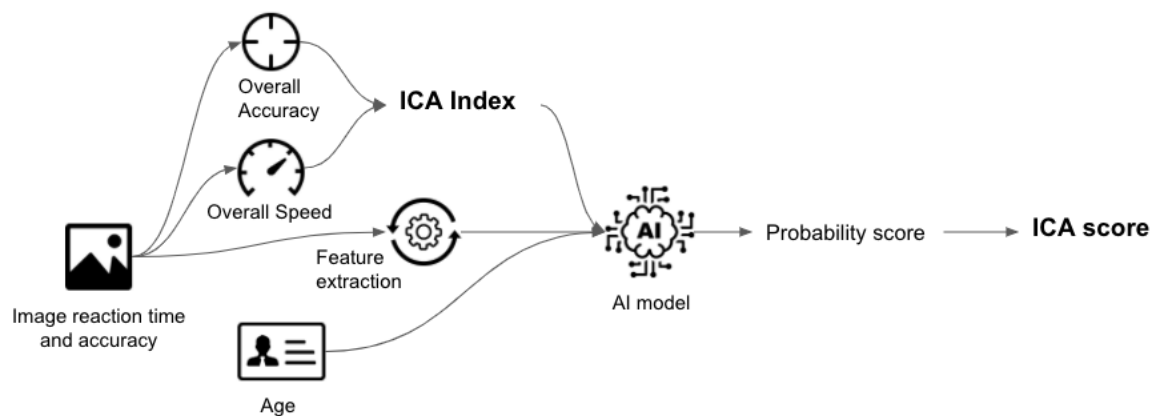 Overall
Accuracy
ICA Index
Overall Speed
Feature
extraction
AI
AI model
Probability score
ICA score
Image reaction time
and accuracy
Age